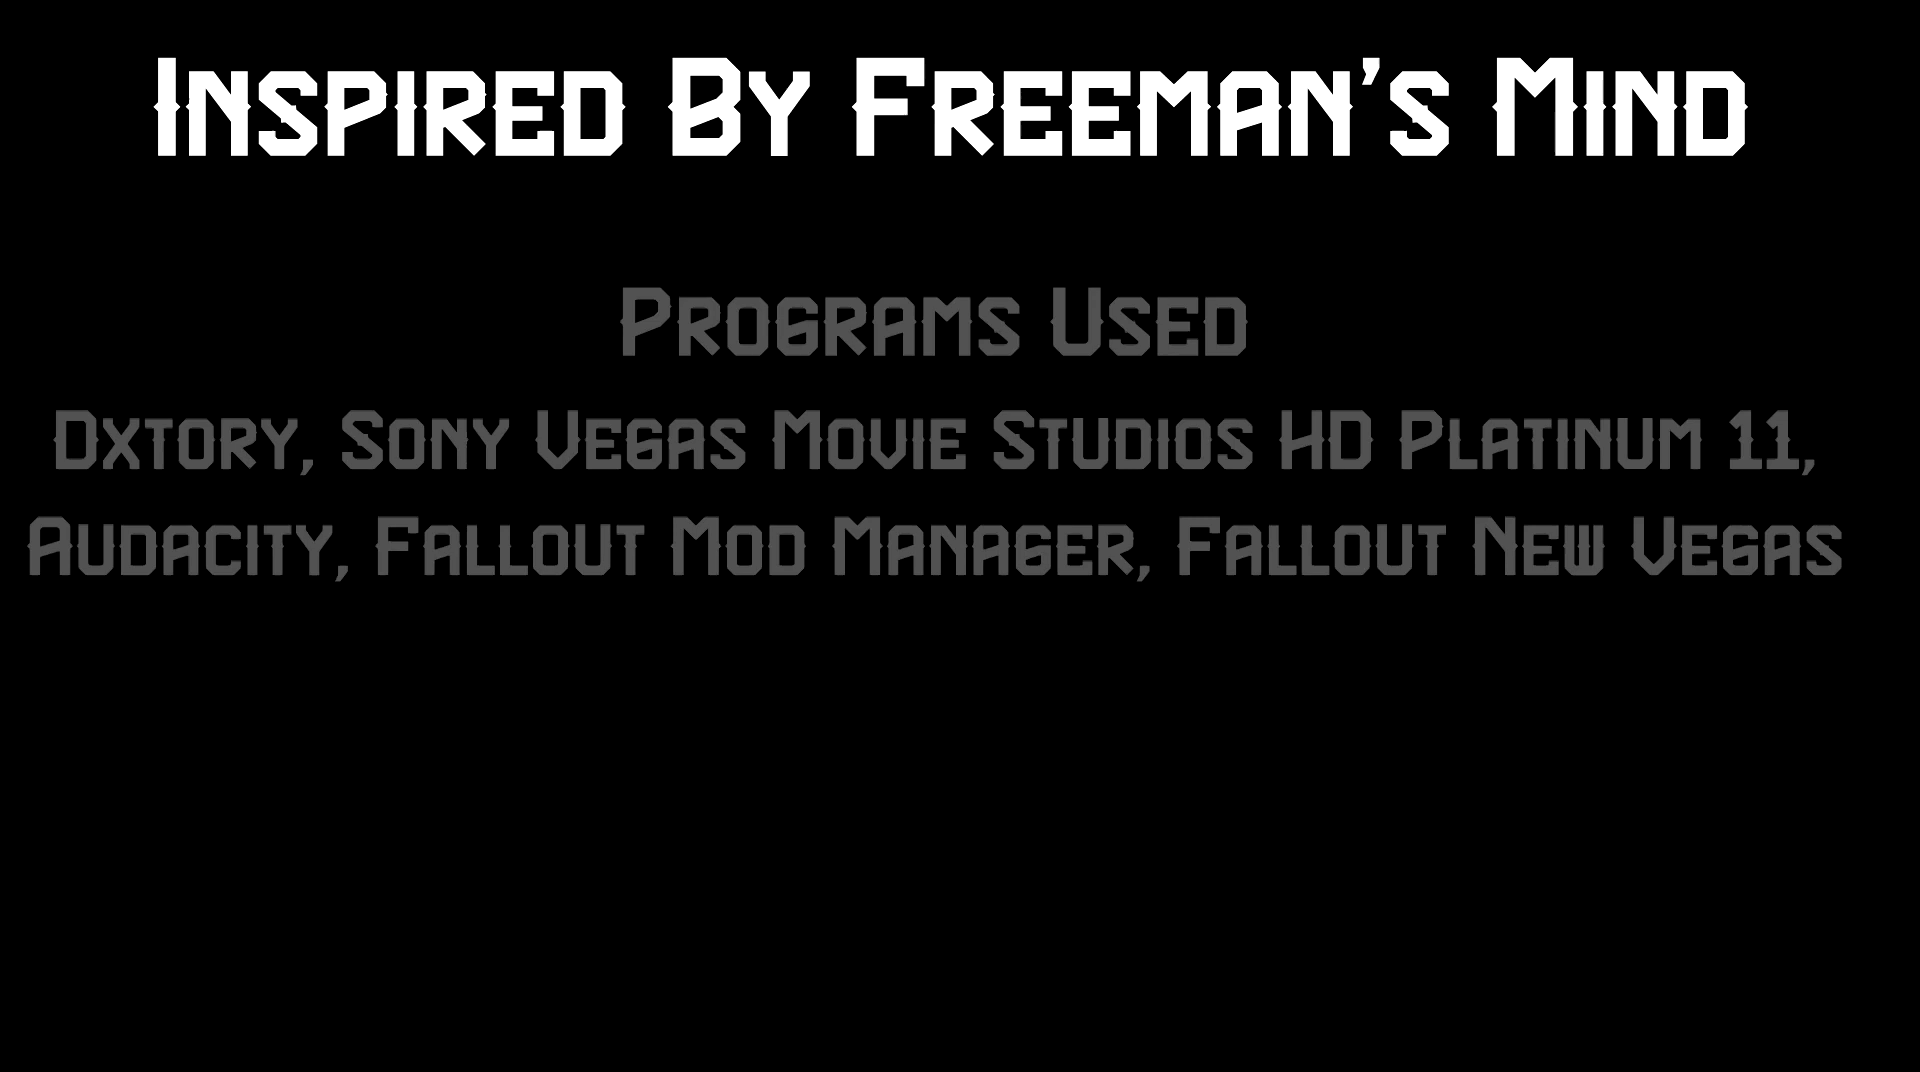 Inspired By Freeman's Mind
Programs Used
Dxtory, Sony Vegas Movie Studios HD Platinum 11,
Audacity, Fallout Mod Manager, Fallout New Vegas